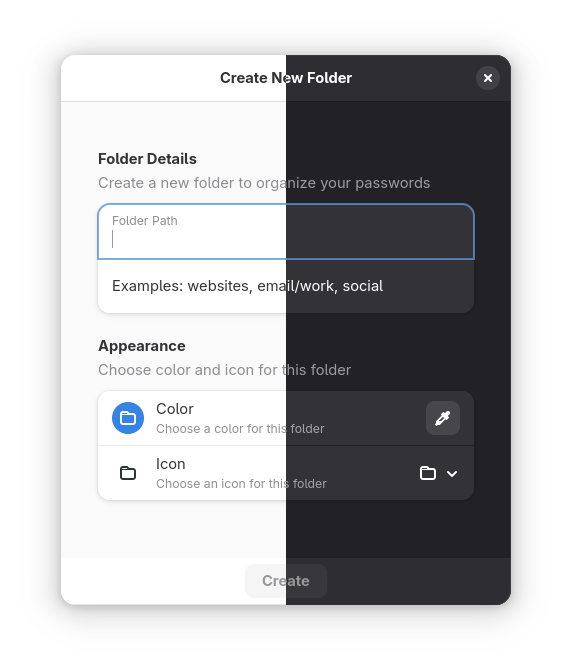 Create New Folder
Folder Details
Create a new folder to organize your passwords
Folder Path
Examples: websites, email/work, social
Appearance
Choose color and icon for this folder
Color
Choose a color for this folder
Icon
Choose an icon for this folder
Create